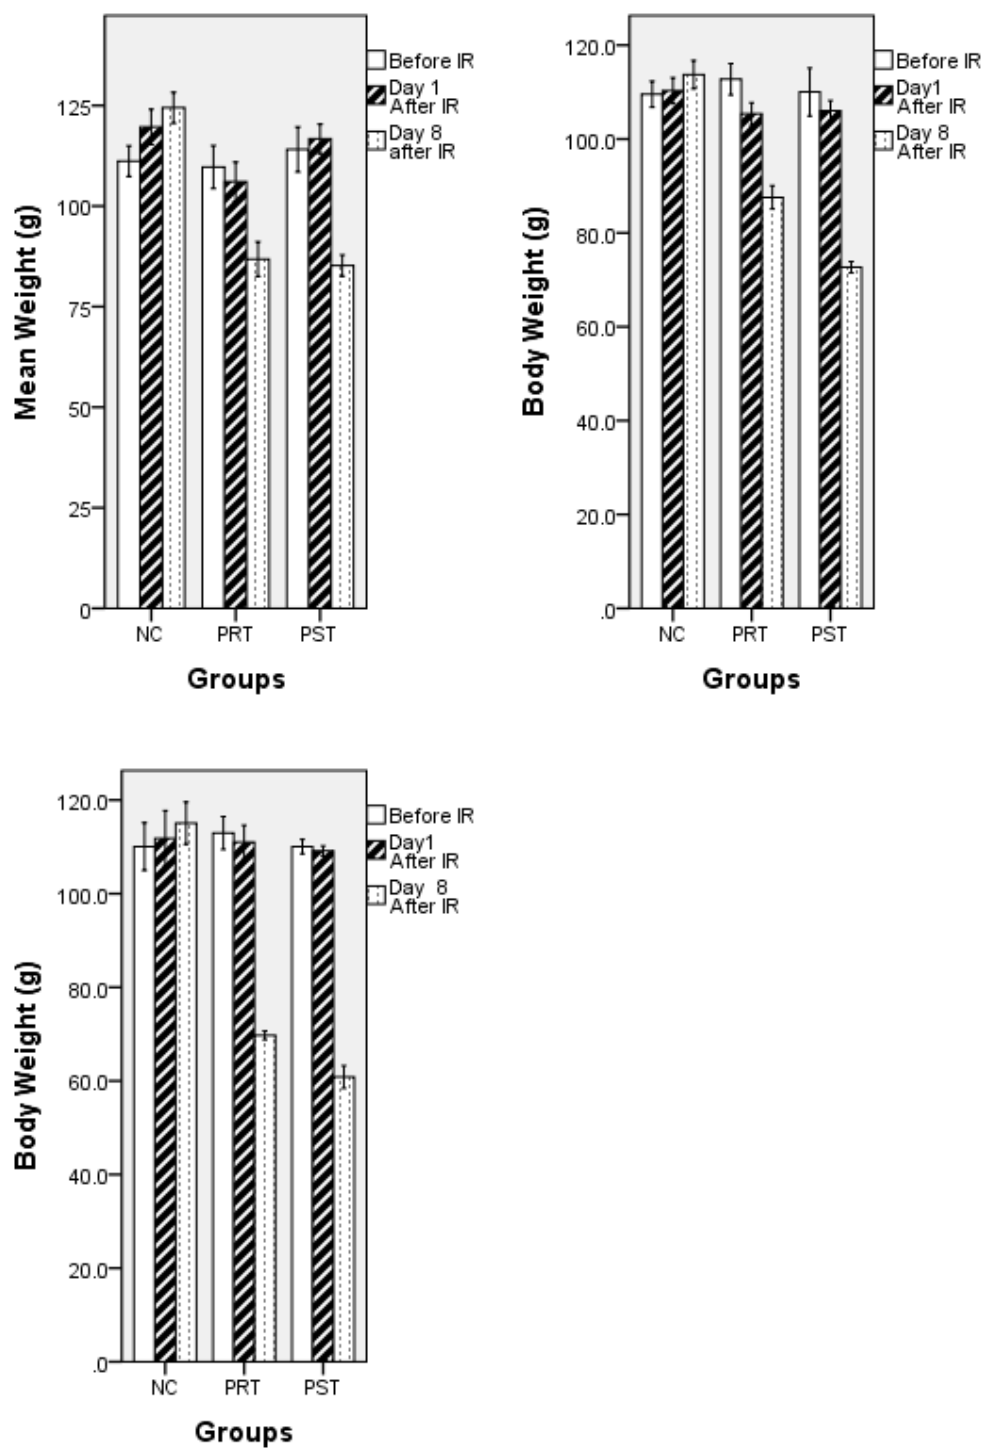 Mean Weight (g)
125
100
75
50
25
0
NC PRT PST
Groups
Before IR
Day 1
After IR
Day 8
after IR
Body Weight (g)
120.0
100.0
80.0
60.0
40.0
20.0
.0
NC PRT PST
Groups
Before IR
Day1
After IR
Day 8
After IR
Body Weight (g)
120.0
100.0
80.0
60.0
40.0
20.0
.0
NC PRT PST
Groups
Before IR
Day1
After IR
Day 8
After IR